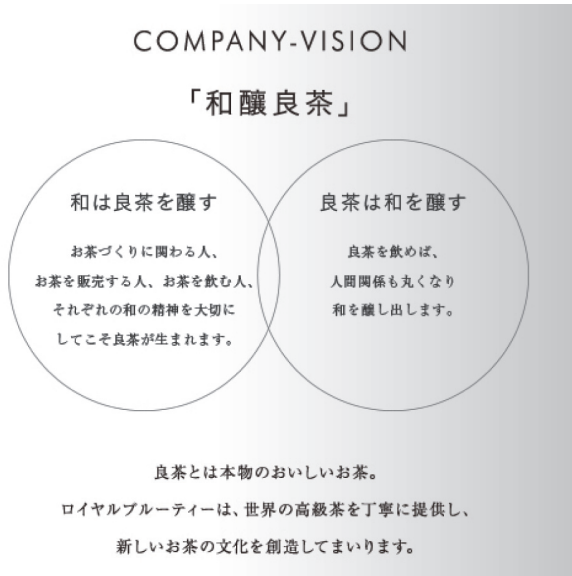 COMPANY-VISION
「和醸良茶」
和は良茶を醸す
お茶づくりに関わる人、
お茶を販売する人、お茶を飲む人、
それぞれの和の精神を大切に
してこそ良茶が生まれます。
良茶は和を醸す
良茶を飲めば、
人間関係も丸くなり
和を醸し出します。
良茶とは本物のおいしいお茶。
ロイヤルブルーティーは、世界の高級茶を丁寧に提供し、
新しいお茶の文化を創造してまいります。